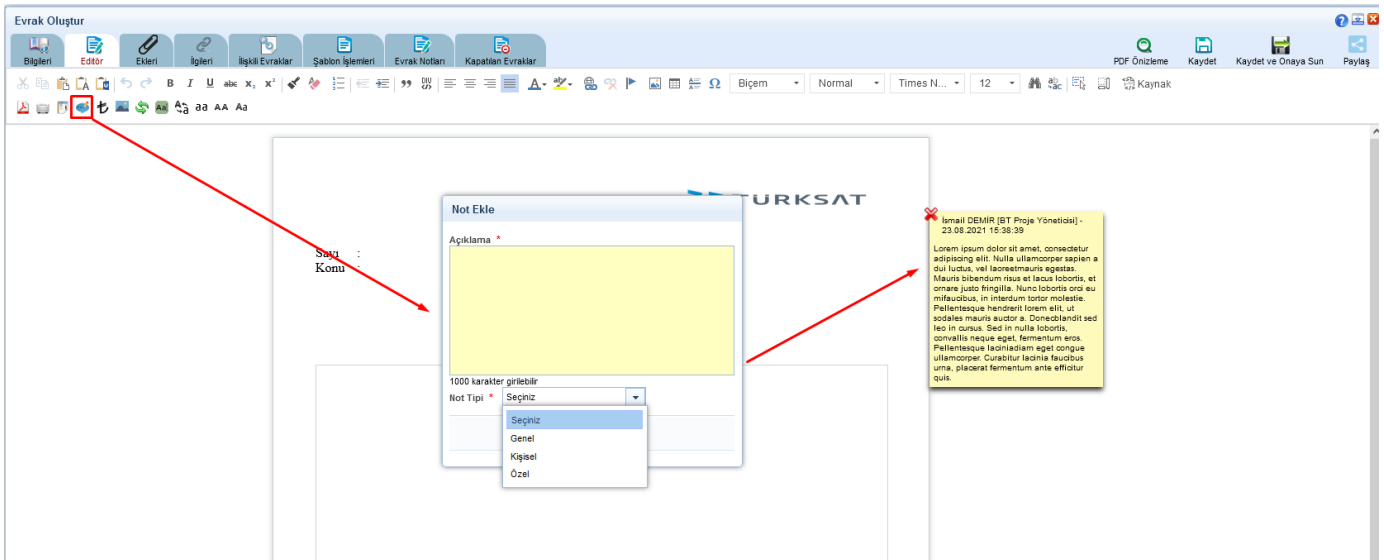 Evrak Oluştur
Bilgileri
Editör
Ekleri
İlgileri
İlişkili Evraklar
Şablon İşlemleri
Evrak Notları
Kapatılan Evraklar
PDF Önizleme
Kaydet
Kaydet ve Onaya Sun
Paylaş
B I U abc x, x² DIV A Ω Biçem Normal Times N... 12 Kaynak
Aa aa AA Aa
TURKSAT
Sayı :
Konu :
Not Ekle
Açıklama *
1000 karakter girilebilir
Not Tipi * Seçiniz
Seçiniz
Genel
Kişisel
Özel
İsmail DEMİR [BT Proje Yöneticisi] -
23.08.2021 15:38:39
Lorem ipsum dolor sit amet, consectetur
adipiscing elit. Nulla ullamcorper sapien a
dui luctus, vel laoreetmauris egestas.
Mauris bibendum risus et lacus lobortis, et
ornare justo fringilla. Nunc lobortis orci eu
mifaucibus, in interdum tortor molestie.
Pellentesque hendrerit lorem elit, ut
sodales mauris auctor a. Donecblandit sed
leo in cursus. Sed in nulla lobortis,
convallis neque eget, fermentum eros.
Pellentesque laciniadiam eget congue
ullamcorper. Curabitur lacinia faucibus
urna, placerat fermentum ante efficitur
quis.